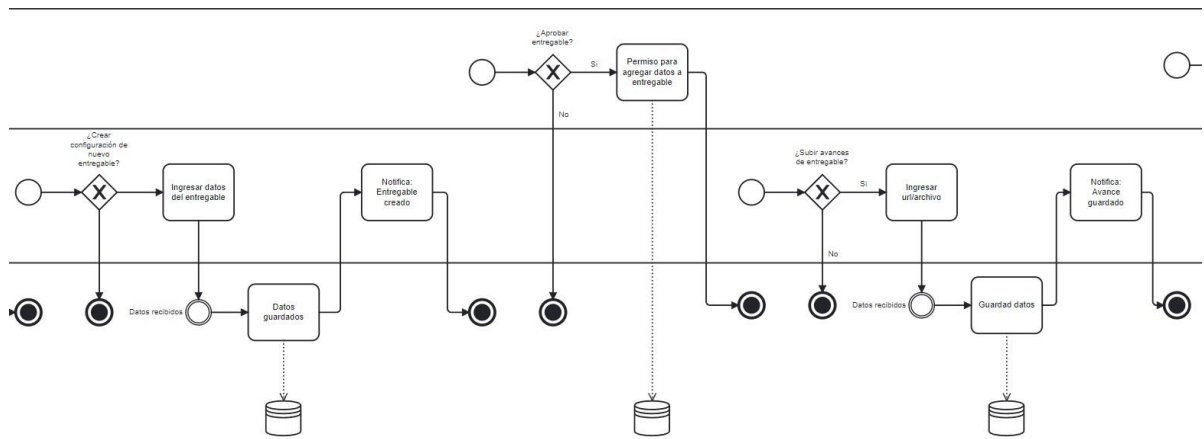 ¿Aprobar
entregable?
Si
Permiso para
agregar datos a
entregable
No
¿Crear
configuración de
nuevo
entregable?
Ingresar datos
del entregable
Notifica:
Entregable
creado
¿Subir avances
de entregable?
Si
Ingresar
url/archivo
Notifica:
Avance
guardado
No
Datos recibidos
Datos
guardados
Datos recibidos
Guardad datos